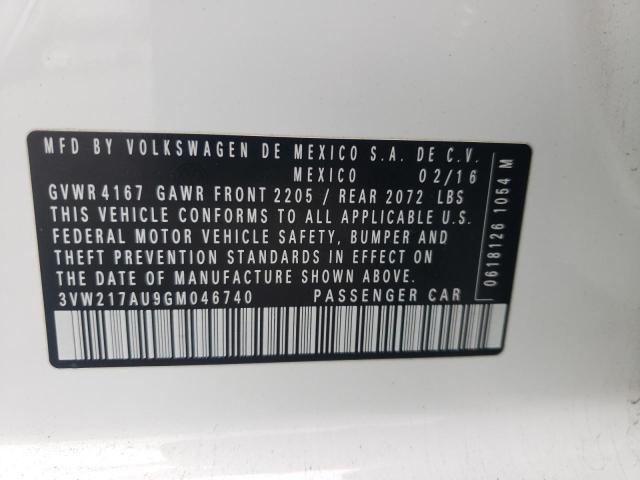 MFD BY VOLKSWAGEN DE MEXICO S.A. DE C.V.
MEXICO 02/16
GVWR 4167 GAWR FRONT 2205 / REAR 2072 LBS
THIS VEHICLE CONFORMS TO ALL APPLICABLE U.S.
FEDERAL MOTOR VEHICLE SAFETY, BUMPER AND
THEFT PREVENTION STANDARDS IN EFFECT ON
THE DATE OF MANUFACTURE SHOWN ABOVE.
3VW217AU9GM046740 PASSENGER CAR
0618126 1054 M